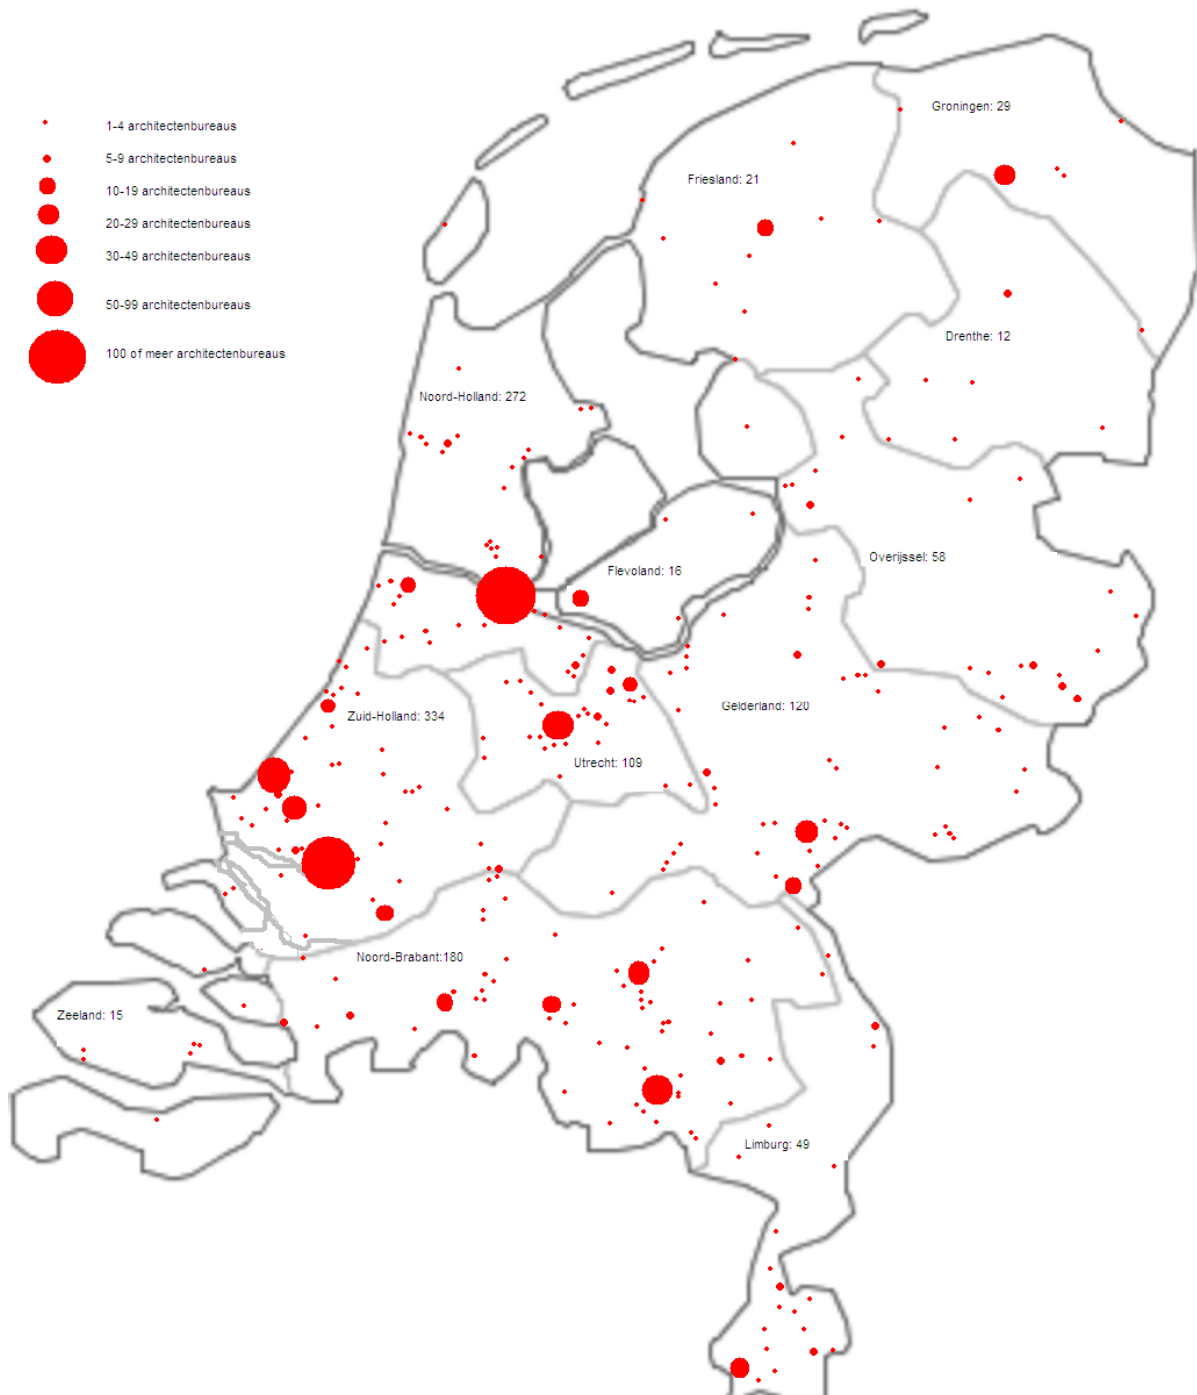 1-4 architectenbureaus
5-9 architectenbureaus
10-19 architectenbureaus
20-29 architectenbureaus
30-49 architectenbureaus
50-99 architectenbureaus
100 of meer architectenbureaus
Groningen: 29
Friesland: 21
Drenthe: 12
Noord-Holland: 272
Overijssel: 58
Flevoland: 16
Gelderland: 120
Zuid-Holland: 334
Utrecht: 109
Noord-Brabant:180
Zeeland: 15
Limburg: 49